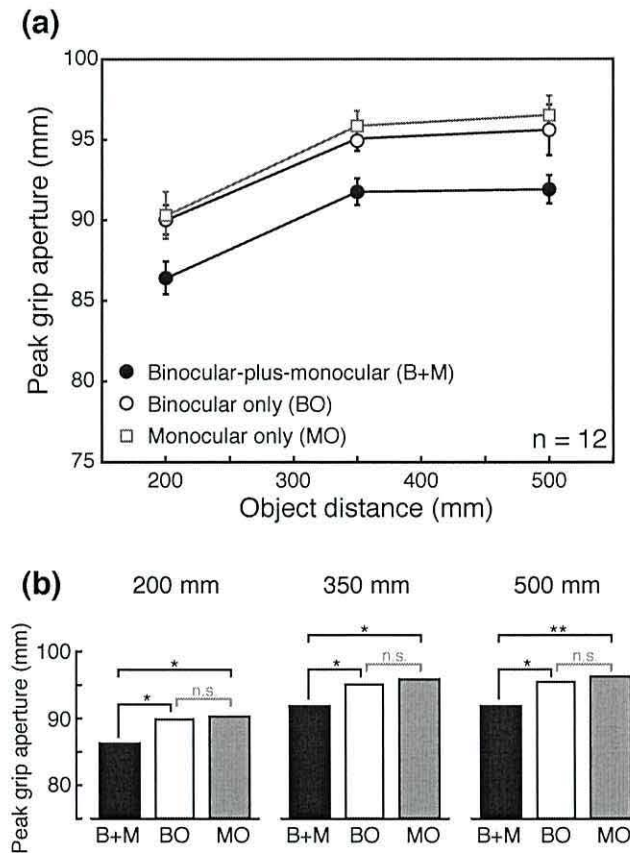 (a)
100
95
90
85
80
75
Peak grip aperture (mm)
Binocular-plus-monocular (B+M)
Binocular only (BO)
Monocular only (MO)
n = 12
200 300 400 500
Object distance (mm)
(b)
200 mm 350 mm 500 mm
Peak grip aperture (mm)
100
90
80
* * **
* n.s. * n.s. * n.s.
B+M BO MO B+M BO MO B+M BO MO